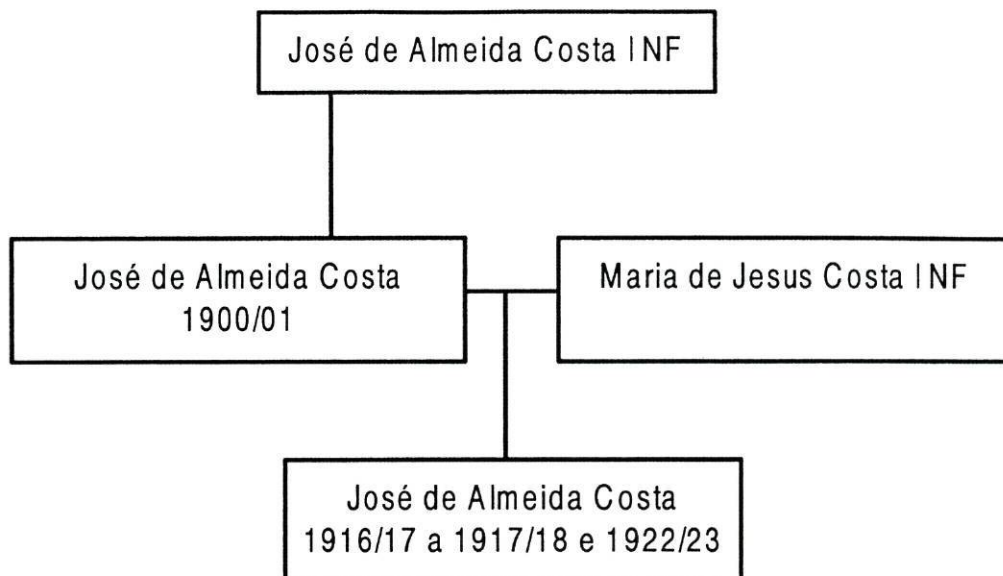 José de Almeida Costa INF
José de Almeida Costa
1900/01
Maria de Jesus Costa INF
José de Almeida Costa
1916/17 a 1917/18 e 1922/23